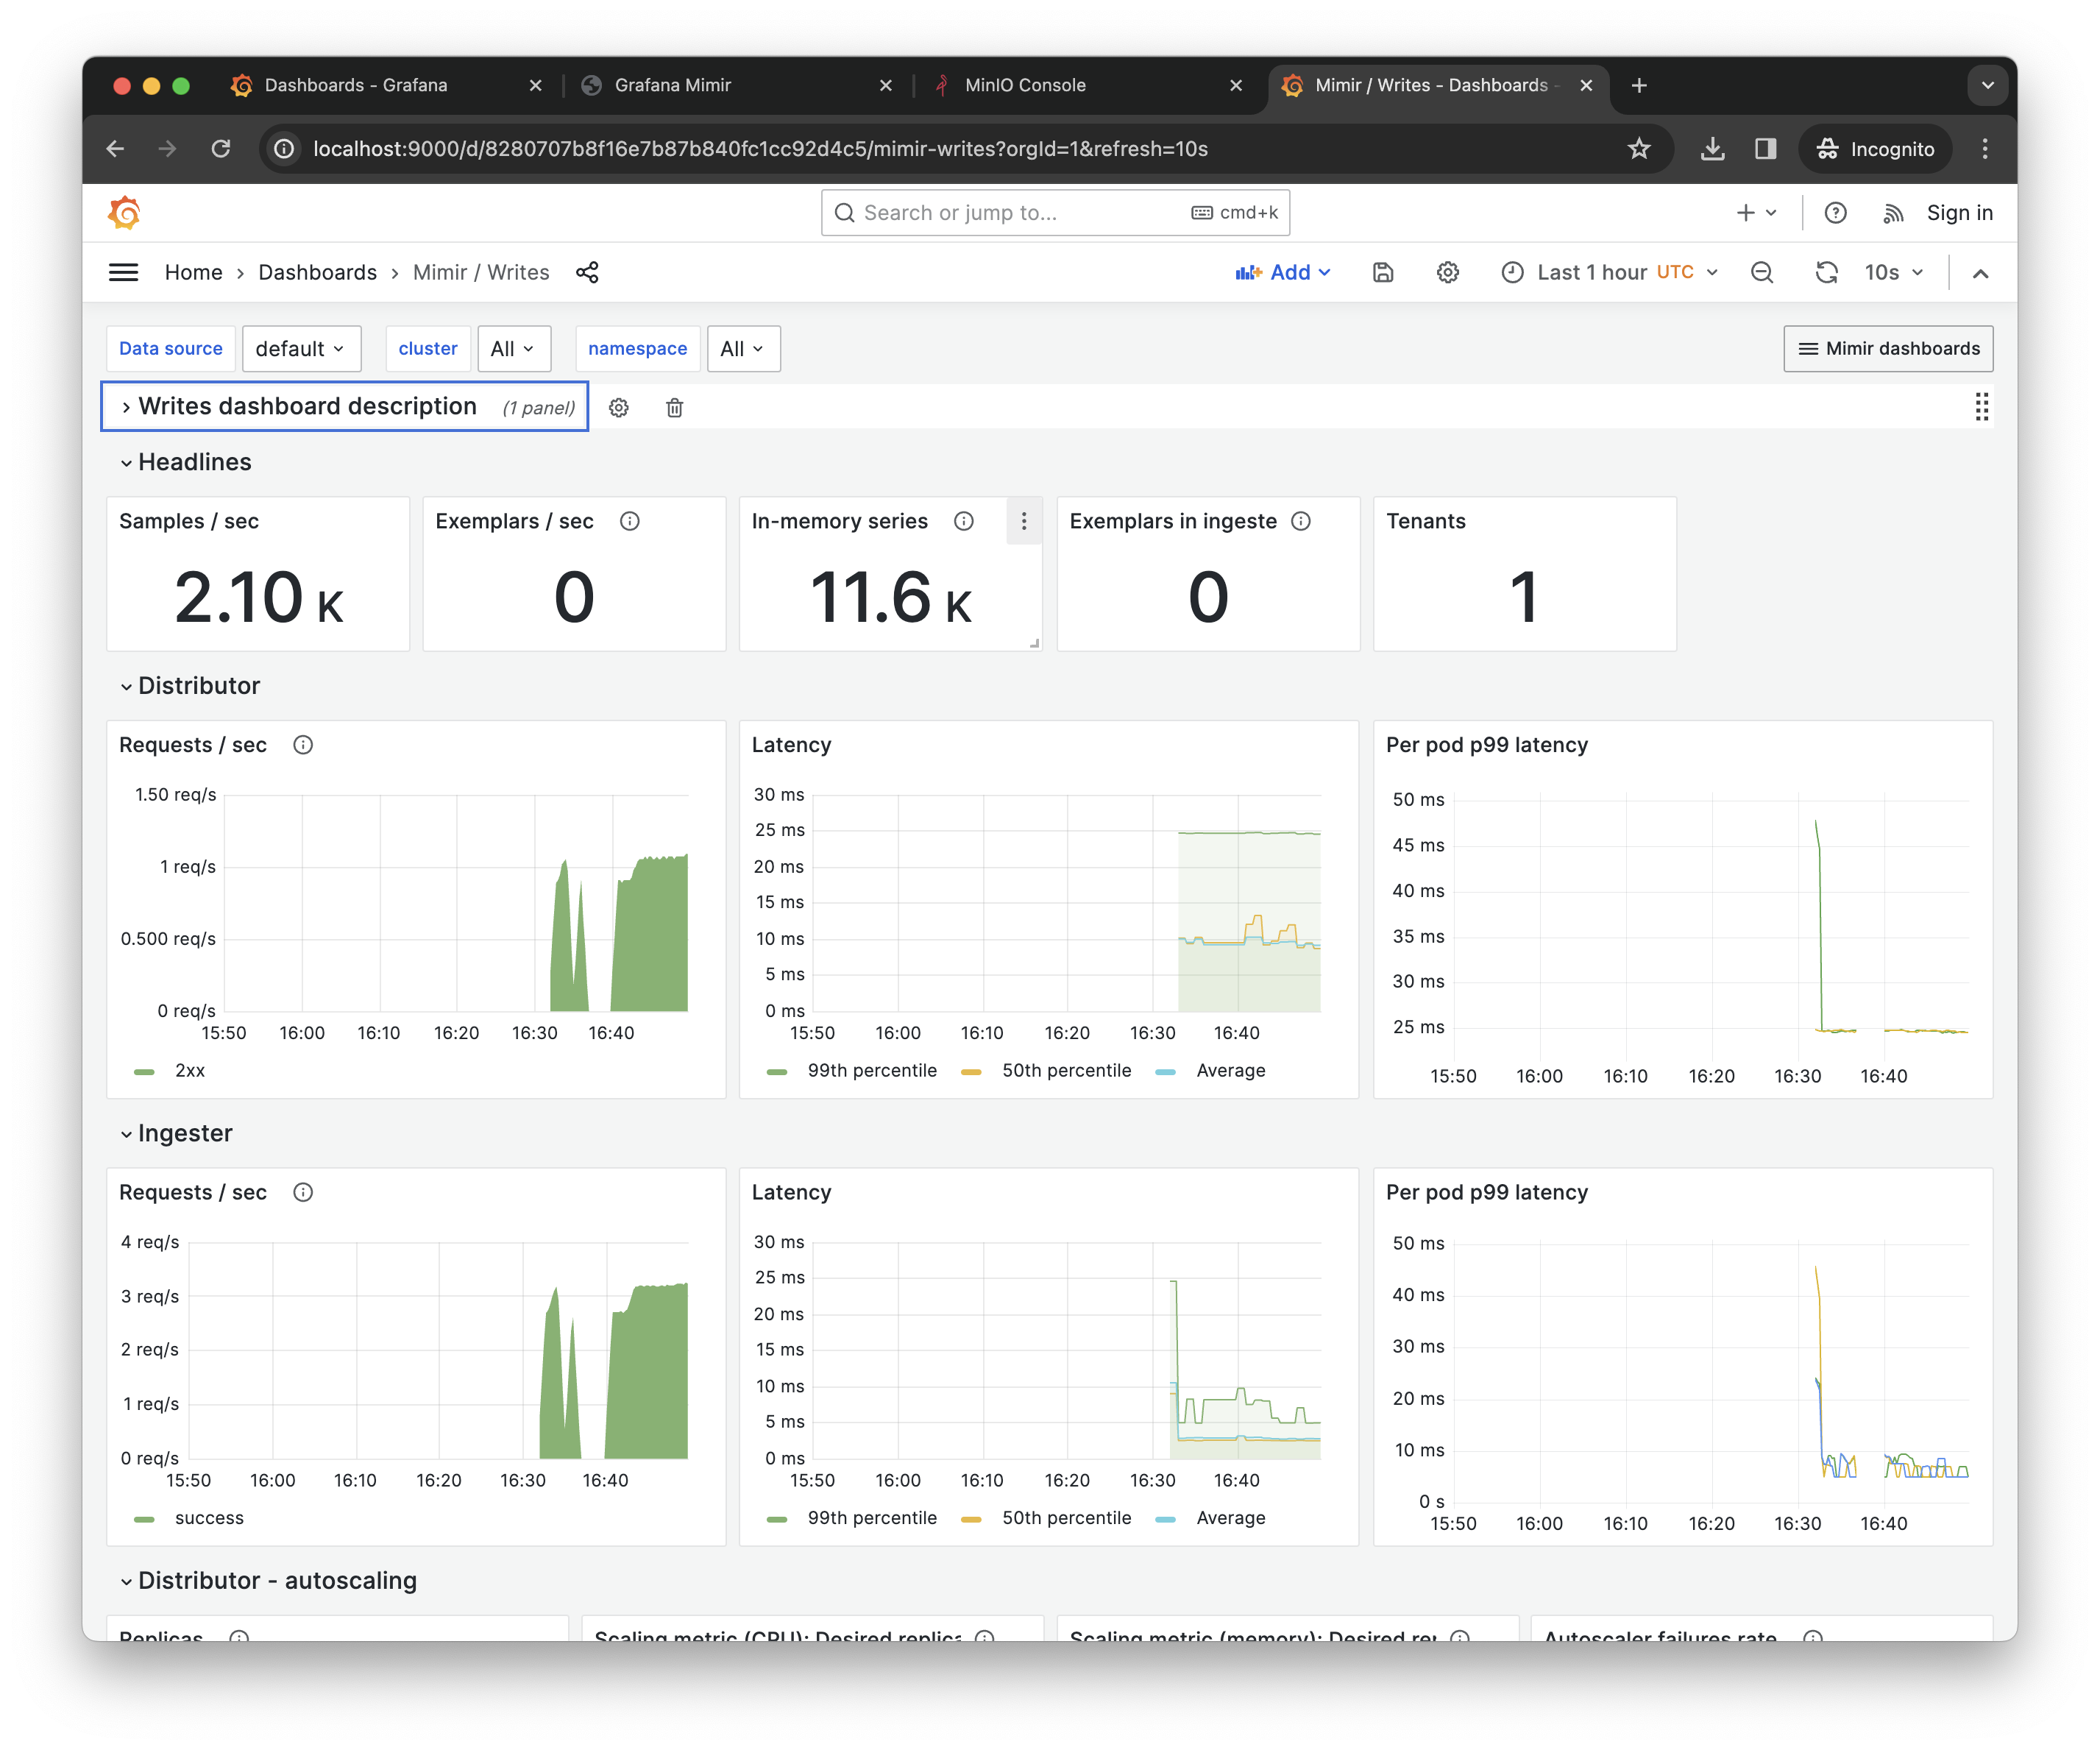 Dashboards - Grafana
Grafana Mimir
MinIO Console
Mimir / Writes - Dashboards -
localhost:9000/d/8280707b8f16e7b87b840fc1cc92d4c5/mimir-writes?orgId=1&refresh=10s
Incognito
Search or jump to...
cmd+k
Sign in
Home › Dashboards › Mimir / Writes
Add
Last 1 hour UTC
10s
Data source default cluster All namespace All
Mimir dashboards
Writes dashboard description (1 panel)
Headlines
Samples / sec
2.10 K
Exemplars / sec
0
In-memory series
11.6 K
Exemplars in ingeste
0
Tenants
1
Distributor
Requests / sec
1.50 req/s
1 req/s
0.500 req/s
0 req/s
15:50 16:00 16:10 16:20 16:30 16:40
2xx
Latency
30 ms
25 ms
20 ms
15 ms
10 ms
5 ms
0 ms
15:50 16:00 16:10 16:20 16:30 16:40
99th percentile 50th percentile Average
Per pod p99 latency
50 ms
45 ms
40 ms
35 ms
30 ms
25 ms
15:50 16:00 16:10 16:20 16:30 16:40
Ingester
Requests / sec
4 req/s
3 req/s
2 req/s
1 req/s
0 req/s
15:50 16:00 16:10 16:20 16:30 16:40
success
Latency
30 ms
25 ms
20 ms
15 ms
10 ms
5 ms
0 ms
15:50 16:00 16:10 16:20 16:30 16:40
99th percentile 50th percentile Average
Per pod p99 latency
50 ms
40 ms
30 ms
20 ms
10 ms
0 s
15:50 16:00 16:10 16:20 16:30 16:40
Distributor - autoscaling
Replicas
Scaling metric (CPU): Desired replica
Scaling metric (memory): Desired re
Autoscaler failures rate